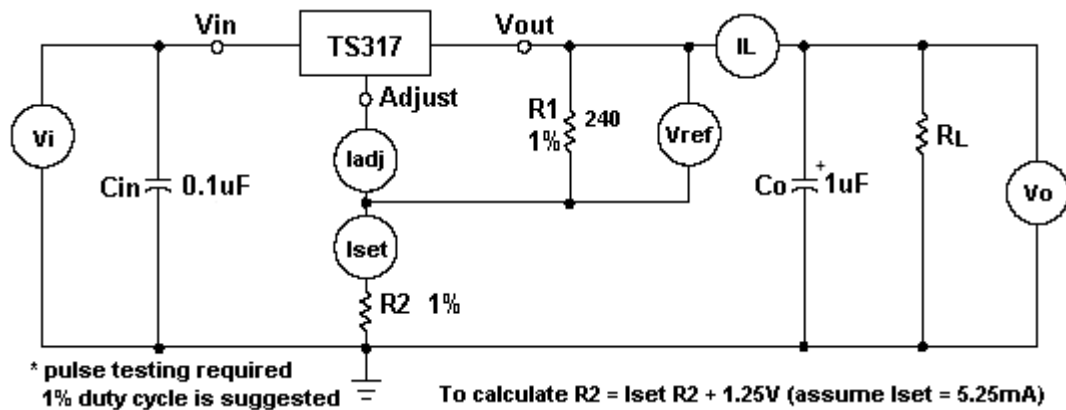 Vin
TS317
Vout
IL
Adjust
R1
1%
240
Vref
RL
Vi
Iadj
Cin
0.1uF
Co
+
1uF
Vo
Iset
R2 1%
* pulse testing required
1% duty cycle is suggested
To calculate R2 = Iset R2 + 1.25V (assume Iset = 5.25mA)